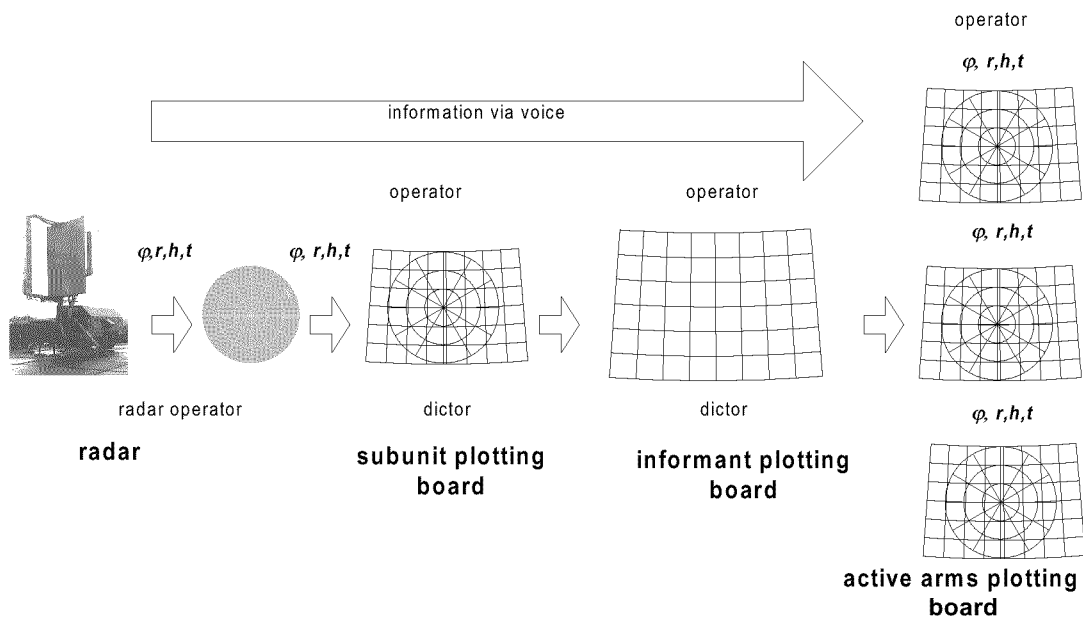 operator
φ, r,h,t
information via voice
operator
operator
φ, r,h,t
φ,r,h,t
φ, r,h,t
radar operator
dictor
dictor
φ, r,h,t
radar
subunit plotting
board
informant plotting
board
active arms plotting
board